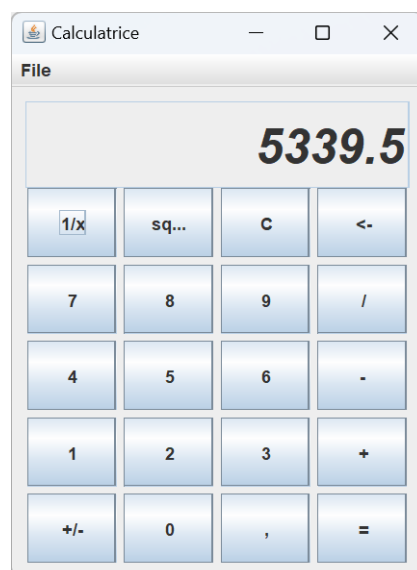 Calculatrice
File
5339.5
1/x sq... C <-
7 8 9 /
4 5 6 -
1 2 3 +
+/- 0 , =